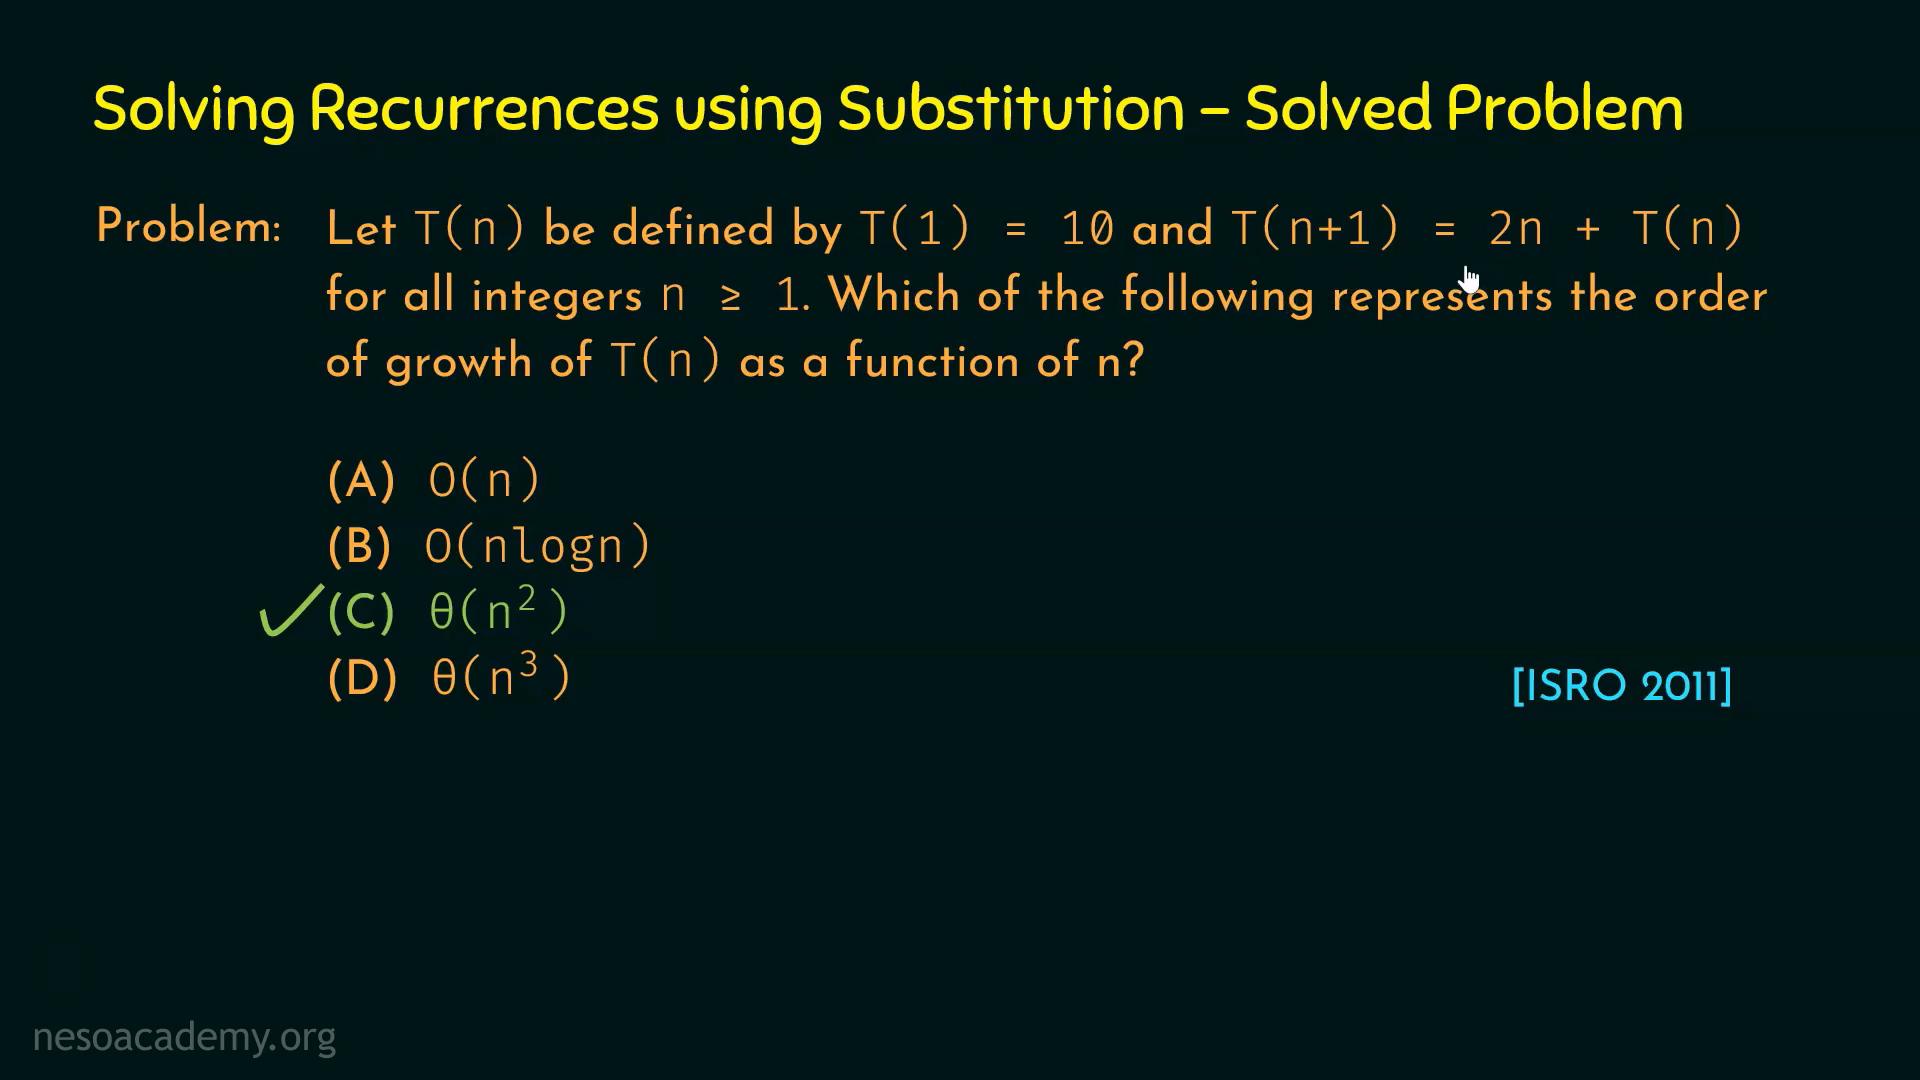 Solving Recurrences using Substitution – Solved Problem
Problem: Let T(n) be defined by T(1) = 10 and T(n+1) = 2n + T(n)
for all integers n ≥ 1. Which of the following represents the order
of growth of T(n) as a function of n?
(A) O(n)
(B) O(nlogn)
✓(C) θ(n²)
(D) θ(n³)
[ISRO 2011]
nesoacademy.org